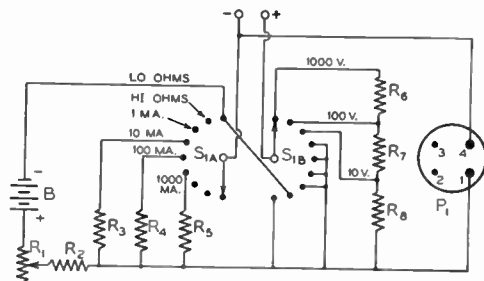 - +
LO OHMS
1000 V.
HI OHMS
1 MA.
10 MA
100 MA.
1000 MA.
S1A
S1B
100 V.
10 V.
R6
R7
R8
3 4
2 1
P1
- B +
R1
R2
R3
R4
R5